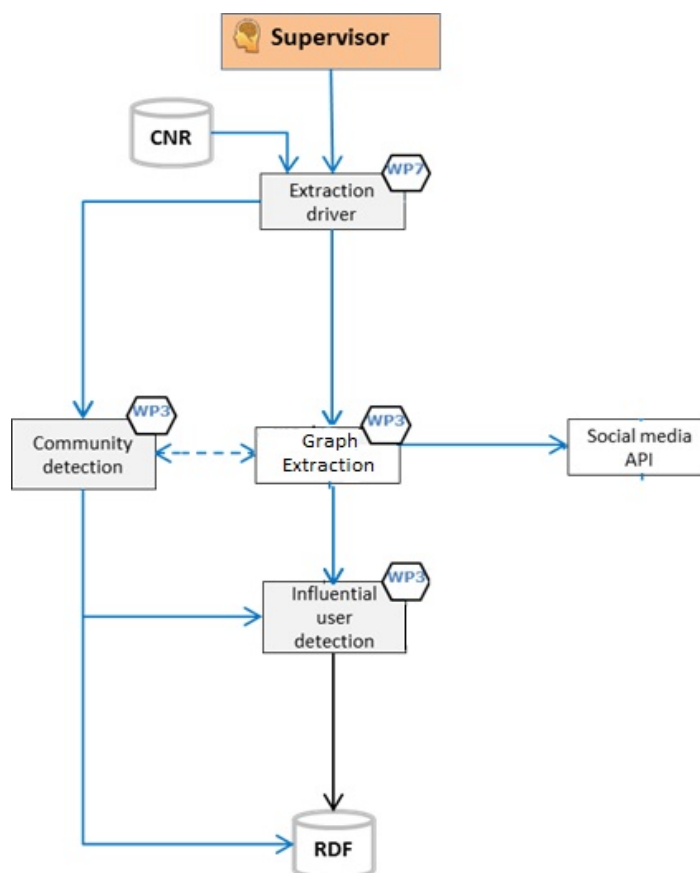 Supervisor
CNR
WP7
Extraction
driver
WP3
Community
detection
WP3
Graph
Extraction
Social media
API
WP3
Influential
user
detection
RDF